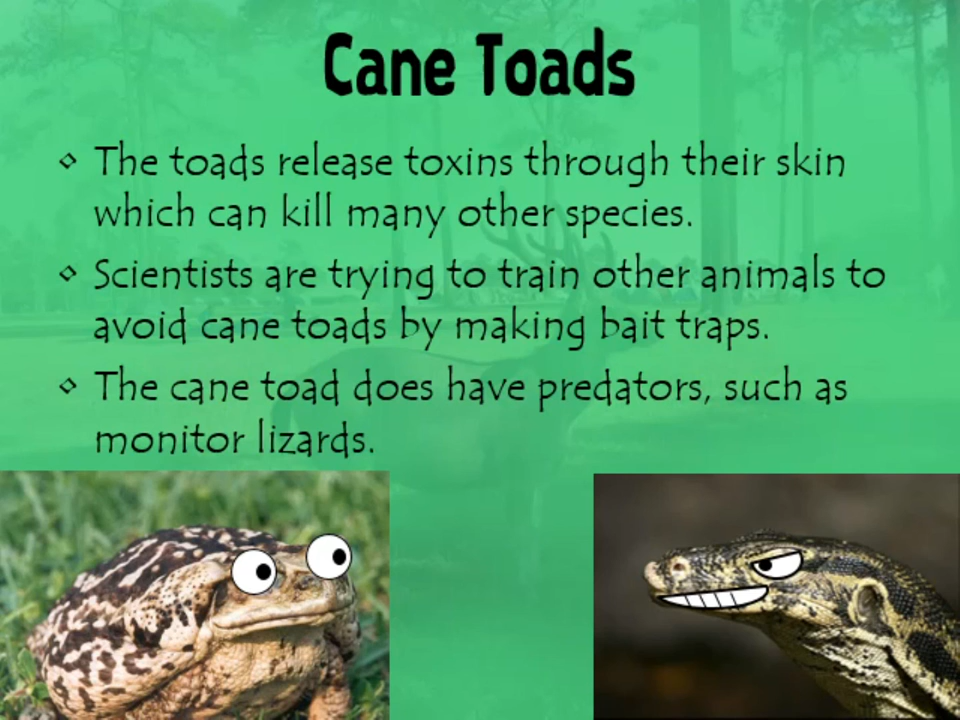 Cane Toads
• The toads release toxins through their skin
which can kill many other species.
• Scientists are trying to train other animals to
avoid cane toads by making bait traps.
• The cane toad does have predators, such as
monitor lizards.